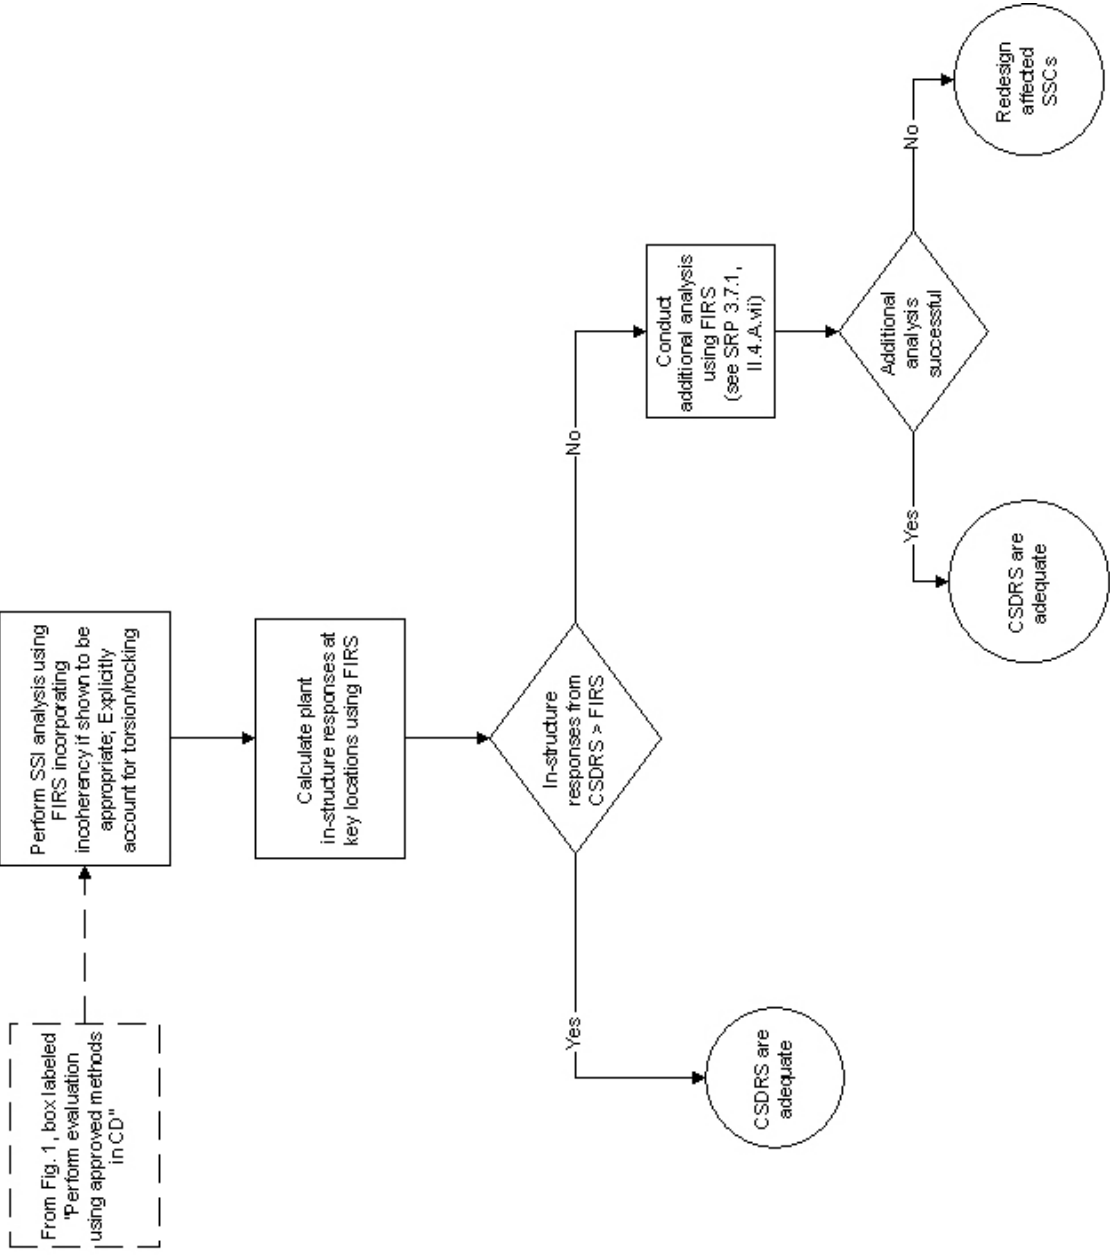 From Fig. 1, box labeled
"Perform evaluation
using approved methods
in CD"
Perform SSI analysis using
FIRS incorporating
incoherency if shown to be
appropriate; Explicitly
account for torsion/rocking
Calculate plant
in-structure responses at
key locations using FIRS
In-structure
responses from
CSDRS > FIRS
Yes
No
CSDRS are
adequate
Conduct
additional analysis
using FIRS
(see SRP 3.7.1,
II.4.A.vii)
Additional
analysis
successful
Yes
No
CSDRS are
adequate
Redesign
affected
SSCs